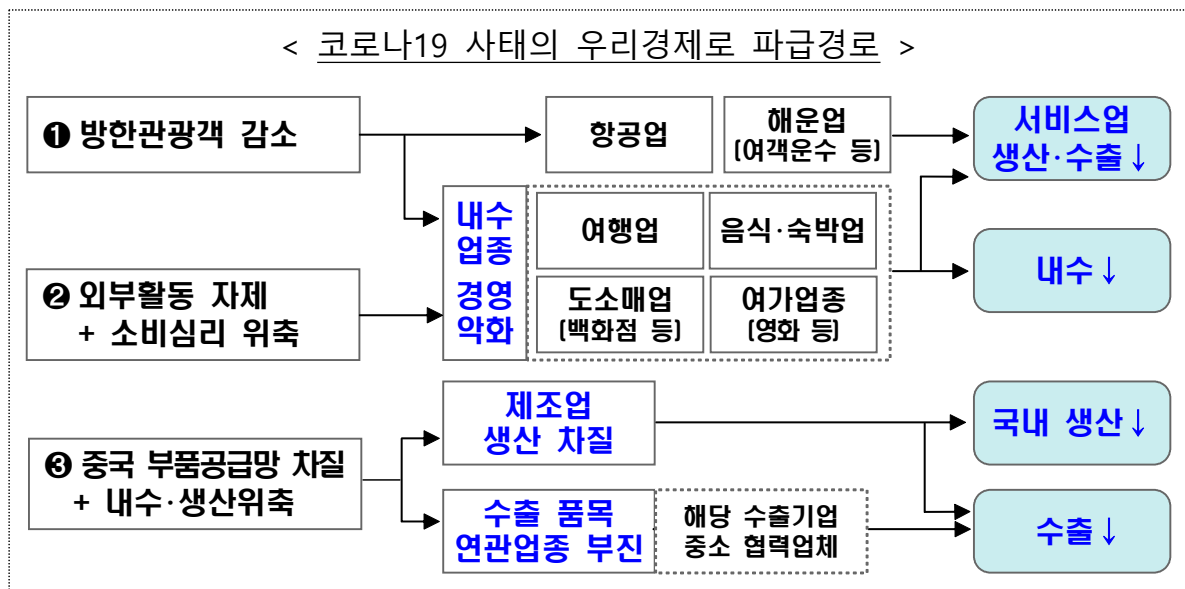 < 코로나19 사태의 우리경제로 파급경로 >
❶ 방한관광객 감소
항공업
해운업
(여객운수 등)
서비스업
생산·수출↓
내수
업종
경영
악화
여행업
음식·숙박업
내수↓
❷ 외부활동 자제
+ 소비심리 위축
도소매업
(백화점 등)
여가업종
(영화 등)
제조업
생산 차질
국내 생산↓
❸ 중국 부품공급망 차질
+ 내수·생산위축
수출 품목
연관업종 부진
해당 수출기업
중소 협력업체
수출↓